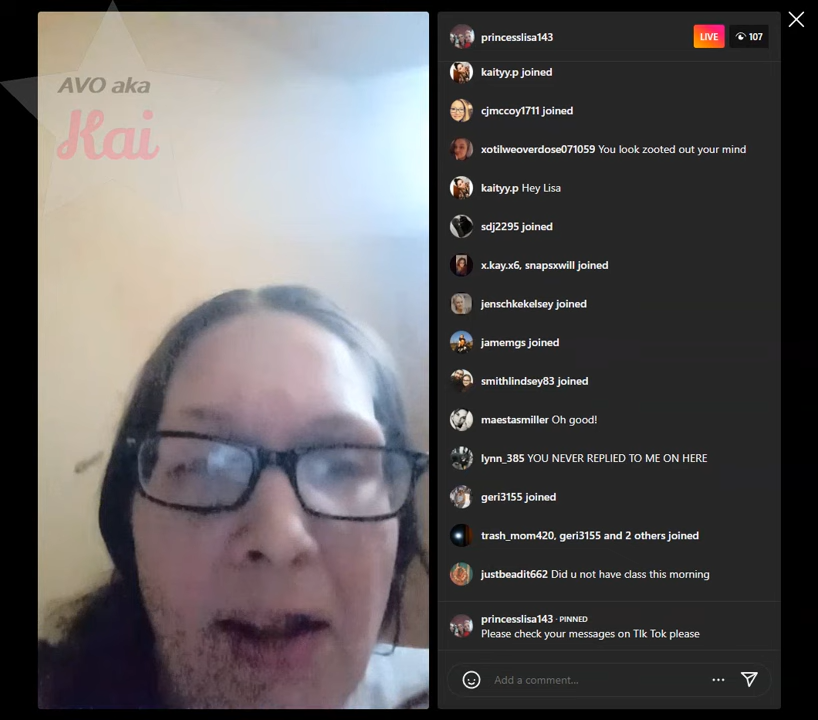 AVO aka
Kai
princesslisa143
LIVE
107
kaityy.p joined
cjmccoy1711 joined
xotilweoverdose071059 You look zooted out your mind
kaityy.p Hey Lisa
sdj2295 joined
x.kay.x6, snapsxwill joined
jenschkekelsey joined
jamemgs joined
smithlindsey83 joined
maestasmiller Oh good!
lynn_385 YOU NEVER REPLIED TO ME ON HERE
geri3155 joined
trash_mom420, geri3155 and 2 others joined
justbeadit662 Did u not have class this morning
princesslisa143 · PINNED
Please check your messages on TIk Tok please
Add a comment...